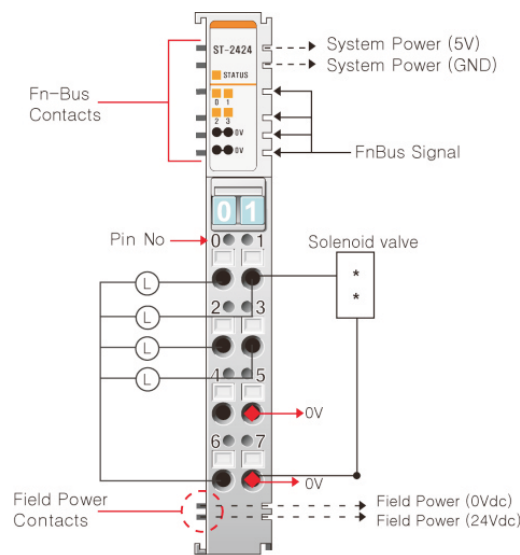 ST-2424
System Power (5V)
STATUS
System Power (GND)
Fn-Bus
Contacts
0 1
2 3
0V
0V
FnBus Signal
0 1
Pin No
0 1
Solenoid valve
L
*
*
2 3
L
L
4 5
L
0V
6 7
0V
Field Power
Contacts
Field Power (0Vdc)
Field Power (24Vdc)